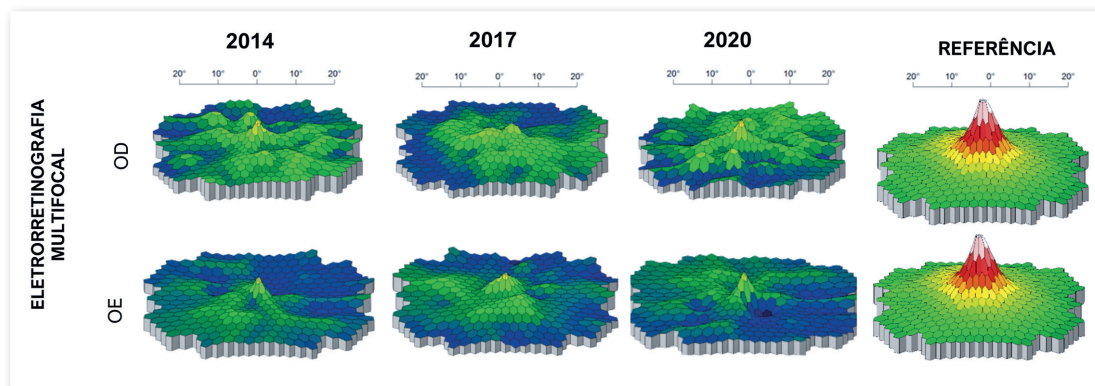 2014 2017 2020 REFERÊNCIA
20° 10° 0° 10° 20° 20° 10° 0° 10° 20° 20° 10° 0° 10° 20° 20° 10° 0° 10° 20°
ELETRORRETINOGRAFIA
MULTIFOCAL
OD
OE